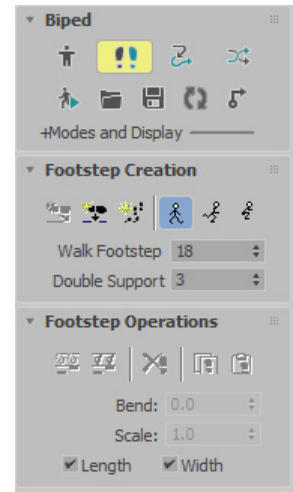 Biped
+Modes and Display
Footstep Creation
Walk Footstep 18
Double Support 3
Footstep Operations
Bend: 0.0
Scale: 1.0
Length Width